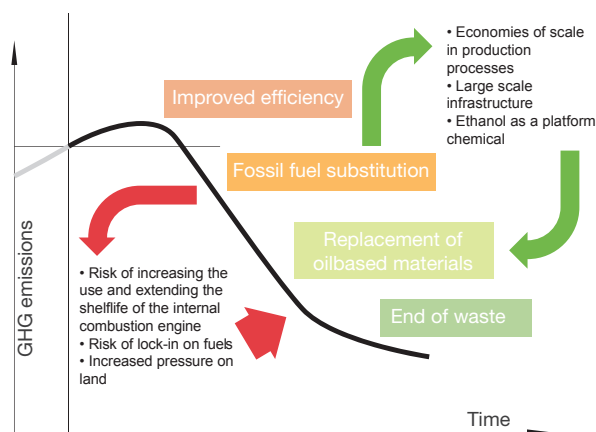 • Economies of scale
in production
processes
• Large scale
infrastructure
• Ethanol as a platform
chemical
Improved efficiency
Fossil fuel substitution
Replacement of
oilbased materials
End of waste
• Risk of increasing the
use and extending the
shelflife of the internal
combustion engine
• Risk of lock-in on fuels
• Increased pressure on
land
GHG emissions
Time